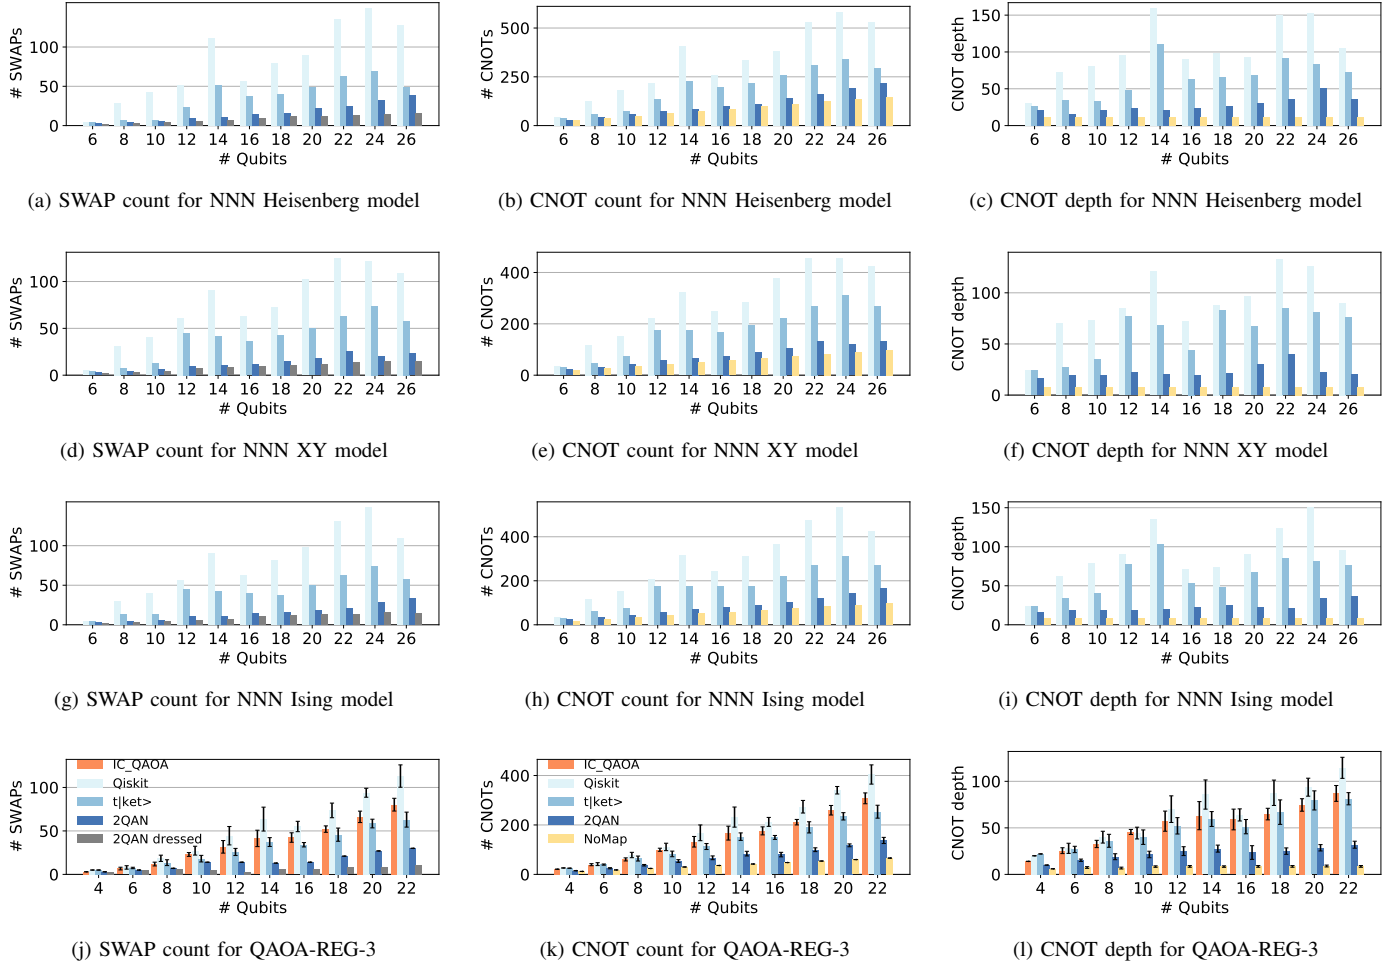 # SWAPs
100
50
0
6 8 10 12 14 16 18 20 22 24 26
# Qubits
(a) SWAP count for NNN Heisenberg model
# CNOTs
500
250
0
6 8 10 12 14 16 18 20 22 24 26
# Qubits
(b) CNOT count for NNN Heisenberg model
CNOT depth
150
100
50
0
6 8 10 12 14 16 18 20 22 24 26
# Qubits
(c) CNOT depth for NNN Heisenberg model
# SWAPs
100
50
0
6 8 10 12 14 16 18 20 22 24 26
# Qubits
(d) SWAP count for NNN XY model
# CNOTs
400
200
0
6 8 10 12 14 16 18 20 22 24 26
# Qubits
(e) CNOT count for NNN XY model
CNOT depth
100
50
0
6 8 10 12 14 16 18 20 22 24 26
# Qubits
(f) CNOT depth for NNN XY model
# SWAPs
100
50
0
6 8 10 12 14 16 18 20 22 24 26
# Qubits
(g) SWAP count for NNN Ising model
# CNOTs
400
200
0
6 8 10 12 14 16 18 20 22 24 26
# Qubits
(h) CNOT count for NNN Ising model
CNOT depth
150
100
50
0
6 8 10 12 14 16 18 20 22 24 26
# Qubits
(i) CNOT depth for NNN Ising model
# SWAPs
100
50
0
IC_QAOA
Qiskit
t|ket>
2QAN
2QAN dressed
4 6 8 10 12 14 16 18 20 22
# Qubits
(j) SWAP count for QAOA-REG-3
# CNOTs
400
200
0
IC_QAOA
Qiskit
t|ket>
2QAN
NoMap
4 6 8 10 12 14 16 18 20 22
# Qubits
(k) CNOT count for QAOA-REG-3
CNOT depth
100
50
0
4 6 8 10 12 14 16 18 20 22
# Qubits
(l) CNOT depth for QAOA-REG-3